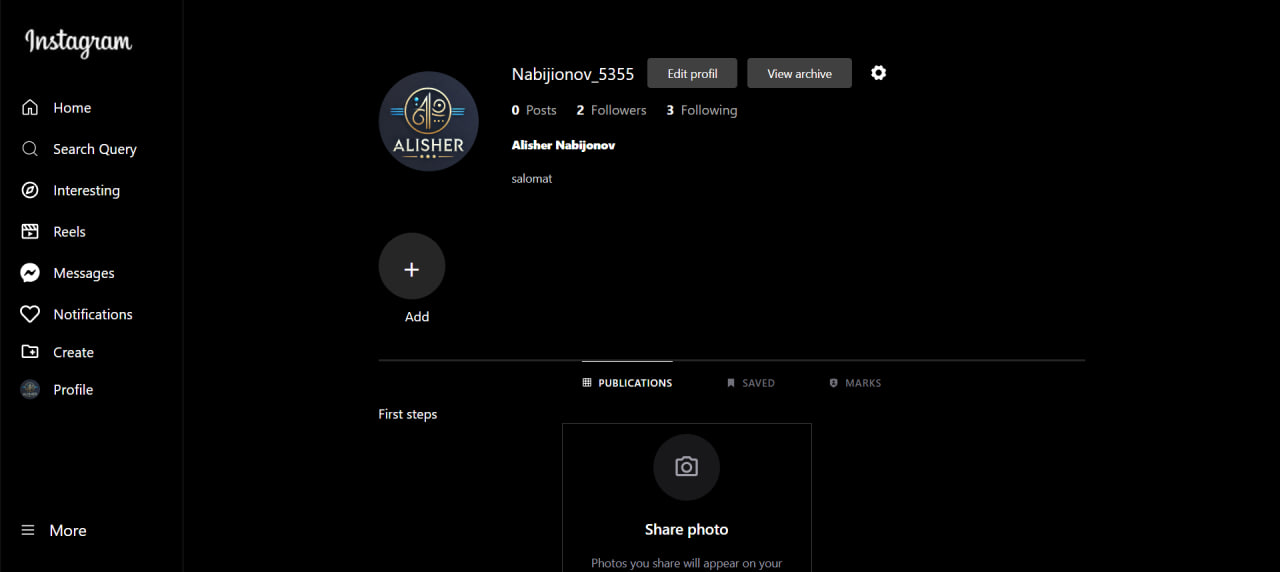 Instagram
Home
Search Query
Interesting
Reels
Messages
Notifications
Create
Profile
More
ALISHER
Nabijionov_5355 Edit profil View archive
0 Posts 2 Followers 3 Following
Alisher Nabijonov
salomat
+
Add
PUBLICATIONS SAVED MARKS
First steps
Share photo
Photos you share will appear on your